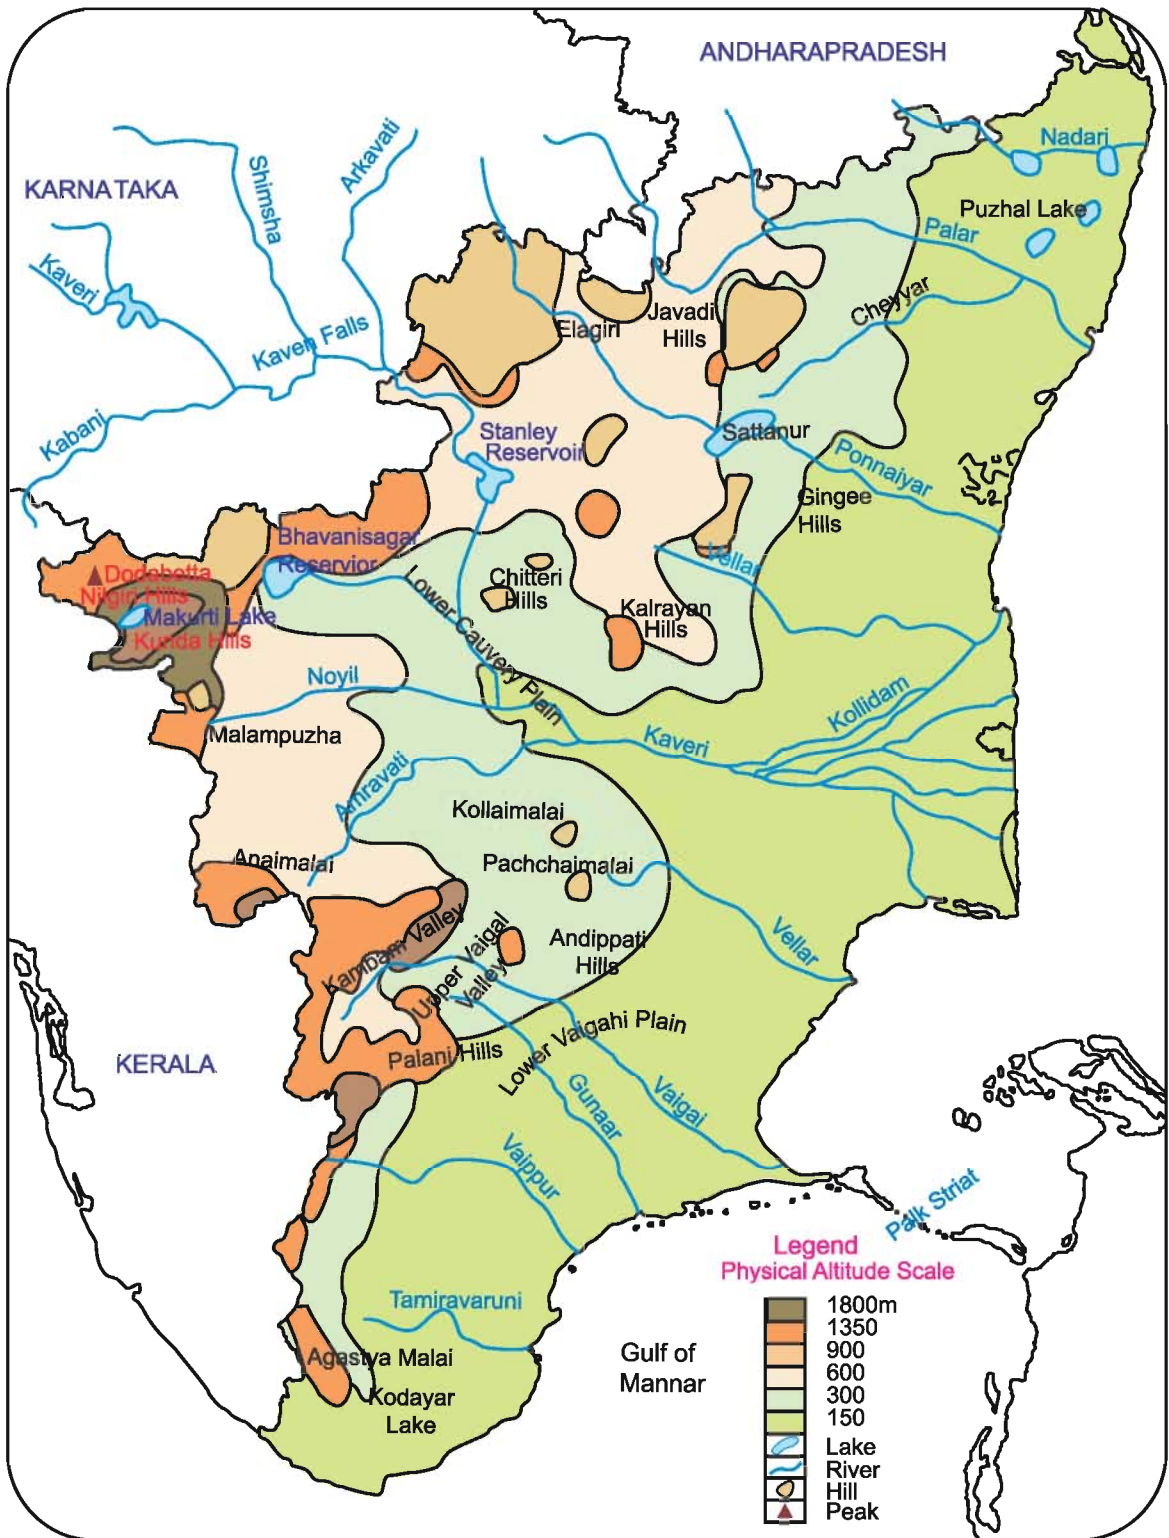 ANDHARAPRADESH
KARNATAKA
Shimsha
Arkavati
Nadari
Puzhal Lake
Palar
Kaveri
Cheyyar
Javadi
Hills
Elagiri
Kaven Falls
Kabani
Stanley
Reservoir
Sattanur
Ponnaiyar
Gingee
Hills
Bhavanisagar
Reservior
Vellar
Dodabetta
Nilgiri Hills
Makurti Lake
Kunda Hills
Chitteri
Hills
Lower Cauvery Plain
Kalrayan
Hills
Noyil
Kollidam
Malampuzha
Kaveri
Amravati
Kollaimalai
Anaimalai
Pachchaimalai
Kambam Valley
Upper Vaigal
Valley
Andippati
Hills
Vellar
Lower Vaigahi Plain
Palani Hills
KERALA
Gunaar
Vaigai
Vaippur
Palk Striat
Tamiravaruni
Agastya Malai
Kodayar
Lake
Gulf of
Mannar
Legend
Physical Altitude Scale
1800m
1350
900
600
300
150
Lake
River
Hill
Peak